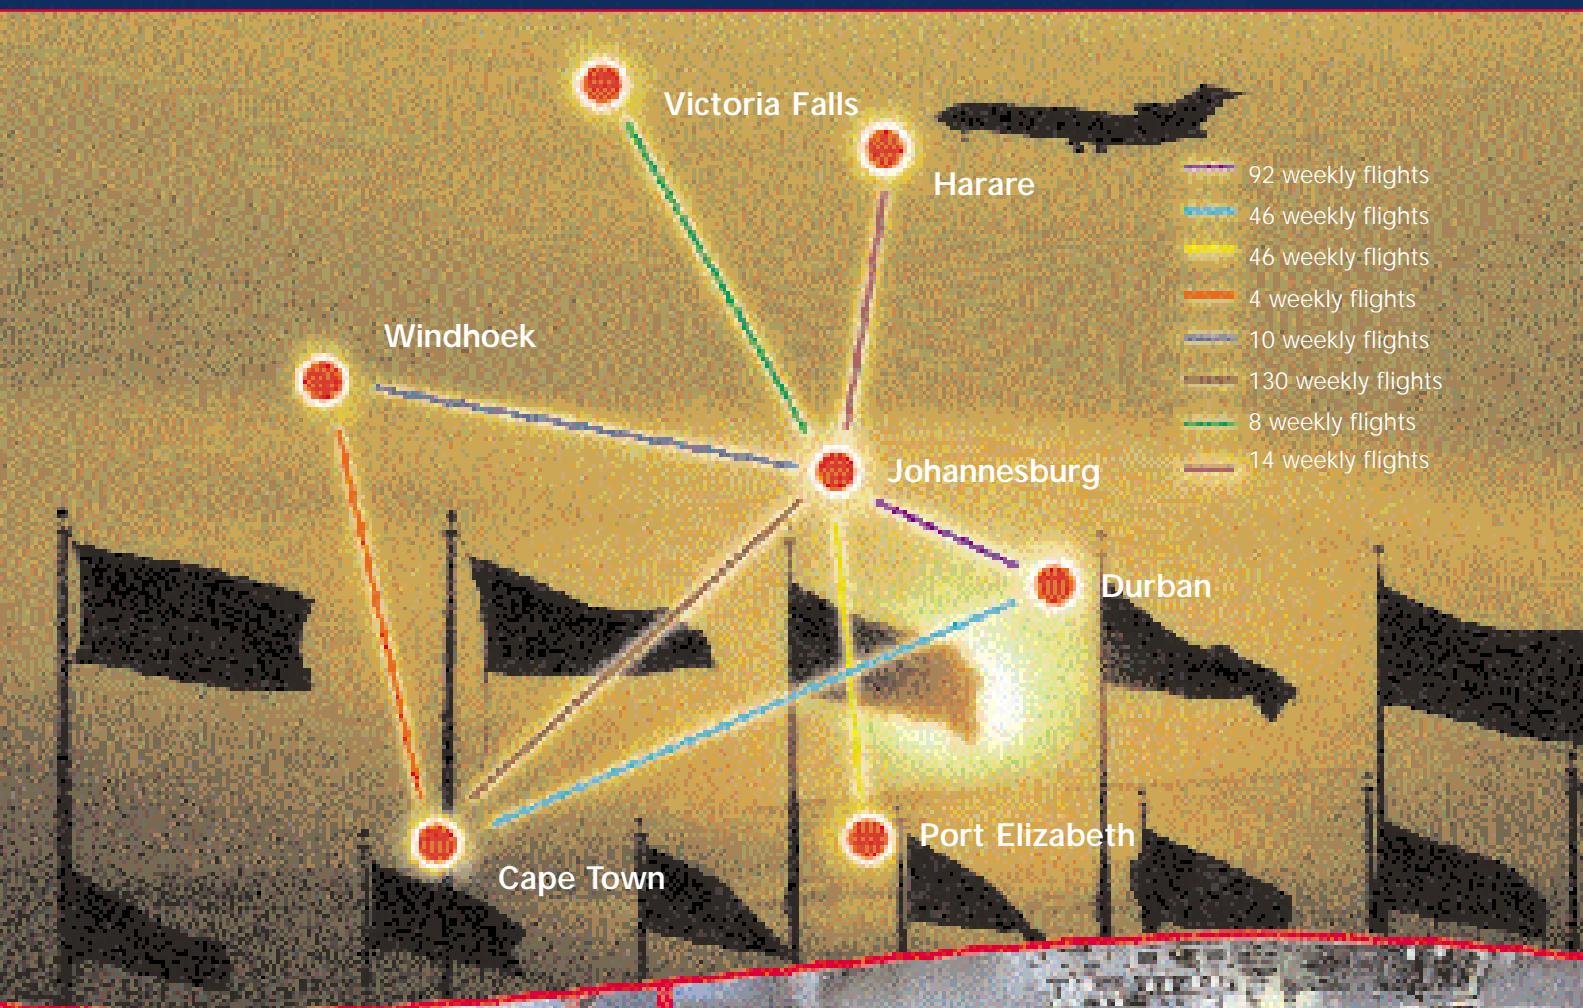 Victoria Falls
Harare
92 weekly flights
46 weekly flights
46 weekly flights
4 weekly flights
10 weekly flights
130 weekly flights
8 weekly flights
14 weekly flights
Windhoek
Johannesburg
Durban
Port Elizabeth
Cape Town